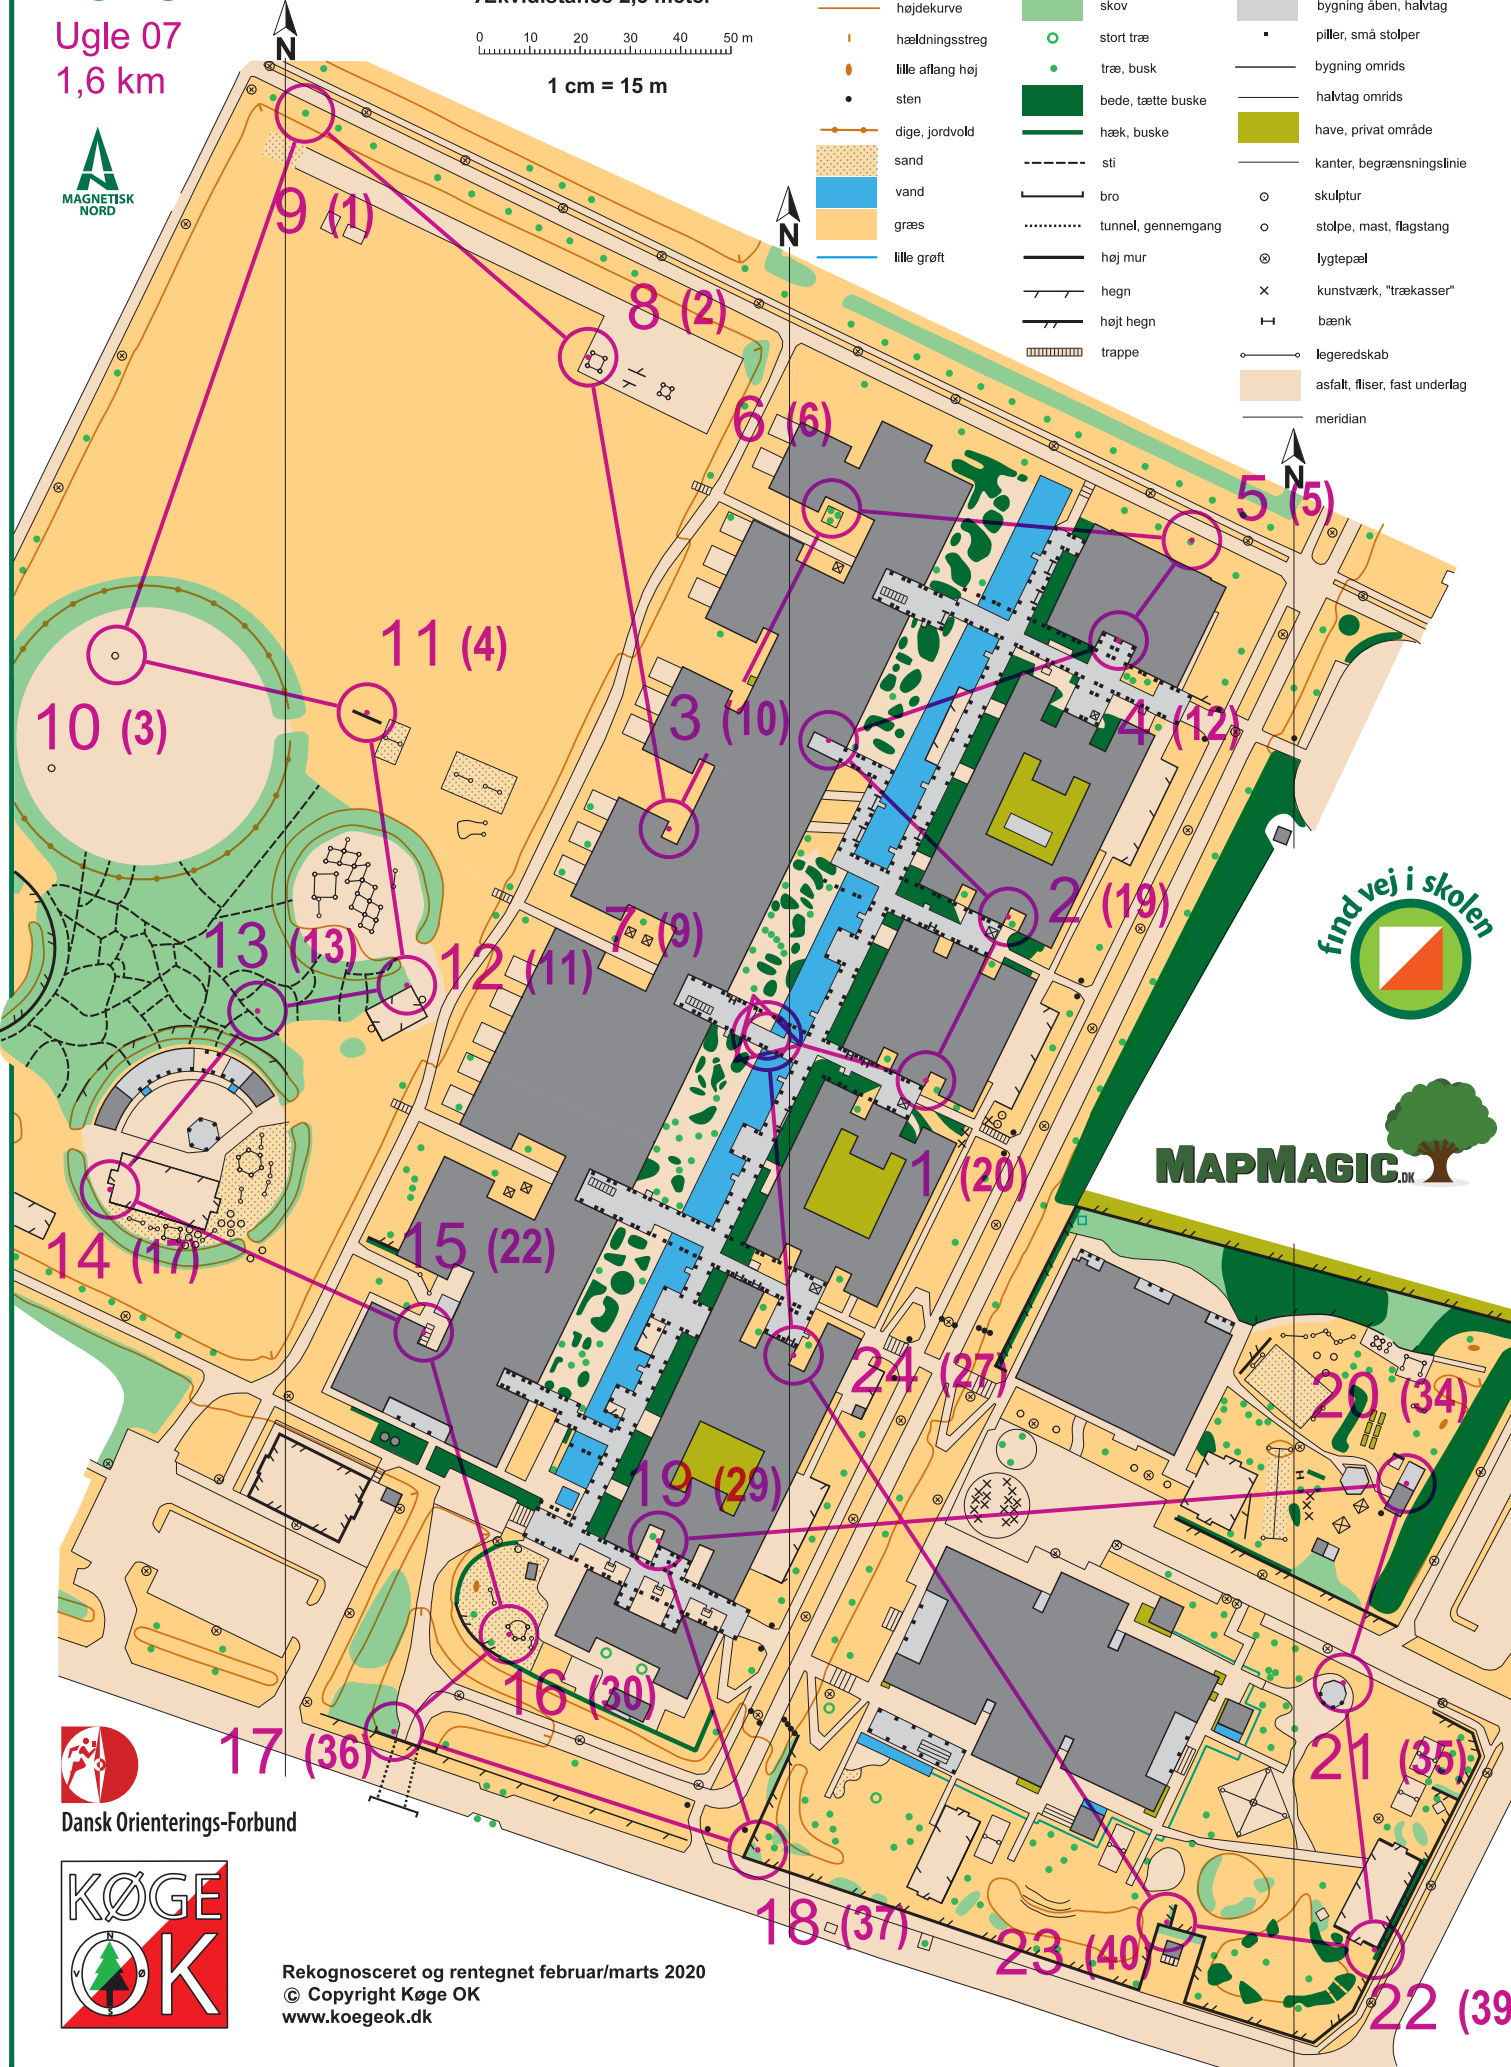 Ugle 07
1,6 km
MAGNETISK
NORD
0 10 20 30 40 50 m
1 cm = 15 m
højdekurve
hældningsstreg
lille aflang høj
sten
dige, jordvold
sand
vand
græs
lille grøft
skov
stort træ
træ, busk
bede, tætte buske
hæk, buske
sti
bro
tunnel, gennemgang
høj mur
hegn
højt hegn
trappe
bygning åben, halvtag
piller, små stolper
bygning omrids
halvtag omrids
have, privat område
kanter, begrænsningslinie
skulptur
stolpe, mast, flagstang
lygtepæl
kunstværk, "trækasser"
bænk
legeredskab
asfalt, fliser, fast underlag
meridian
N
N
N
9 (1)
8 (2)
6 (6)
5 (5)
11 (4)
10 (3)
3 (10)
4 (12)
2 (19)
7 (9)
13 (13)
12 (11)
1 (20)
15 (22)
14 (17)
24 (27)
20 (34)
19 (29)
16 (30)
17 (36)
21 (35)
18 (37)
23 (40)
22 (39
find vej i skolen
MAPMAGIC.DK
Dansk Orienterings-Forbund
KØGE
OK
N
V Ø
S
Rekognosceret og rentegnet februar/marts 2020
© Copyright Køge OK
www.koegeok.dk